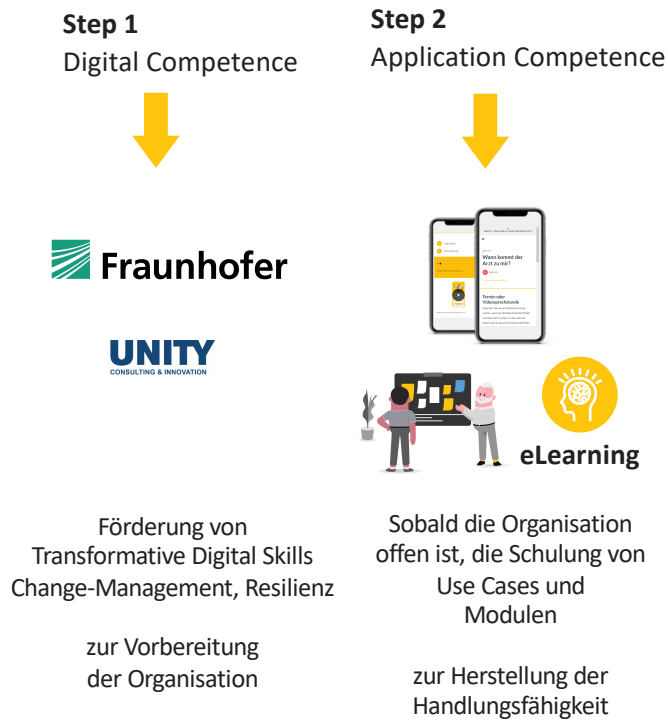 Step 1
Digital Competence
Fraunhofer
UNITY
CONSULTING & INNOVATION
Förderung von
Transformative Digital Skills
Change-Management, Resilienz
zur Vorbereitung
der Organisation
Step 2
Application Competence
Wann kommt der
Arzt zu mir?
Termin oder
Videosprechstunde
eLearning
Sobald die Organisation
offen ist, die Schulung von
Use Cases und
Modulen
zur Herstellung der
Handlungsfähigkeit